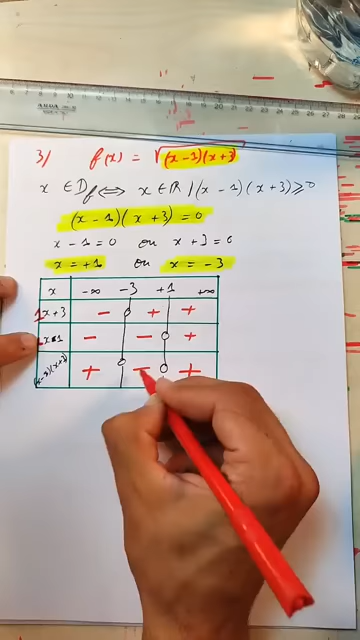 3) f(x) = √(x-1)(x+3)
x ∈ Df ⟺ x ∈ ℝ / (x-1)(x+3) ≥ 0
(x-1)(x+3) = 0
x-1 = 0 ou x+3 = 0
x = +1 ou x = -3
x -∞ -3 +1 +∞
x+3 - 0 + +
x-1 - - 0 +
(x-1)(x+3) + 0 - 0 +